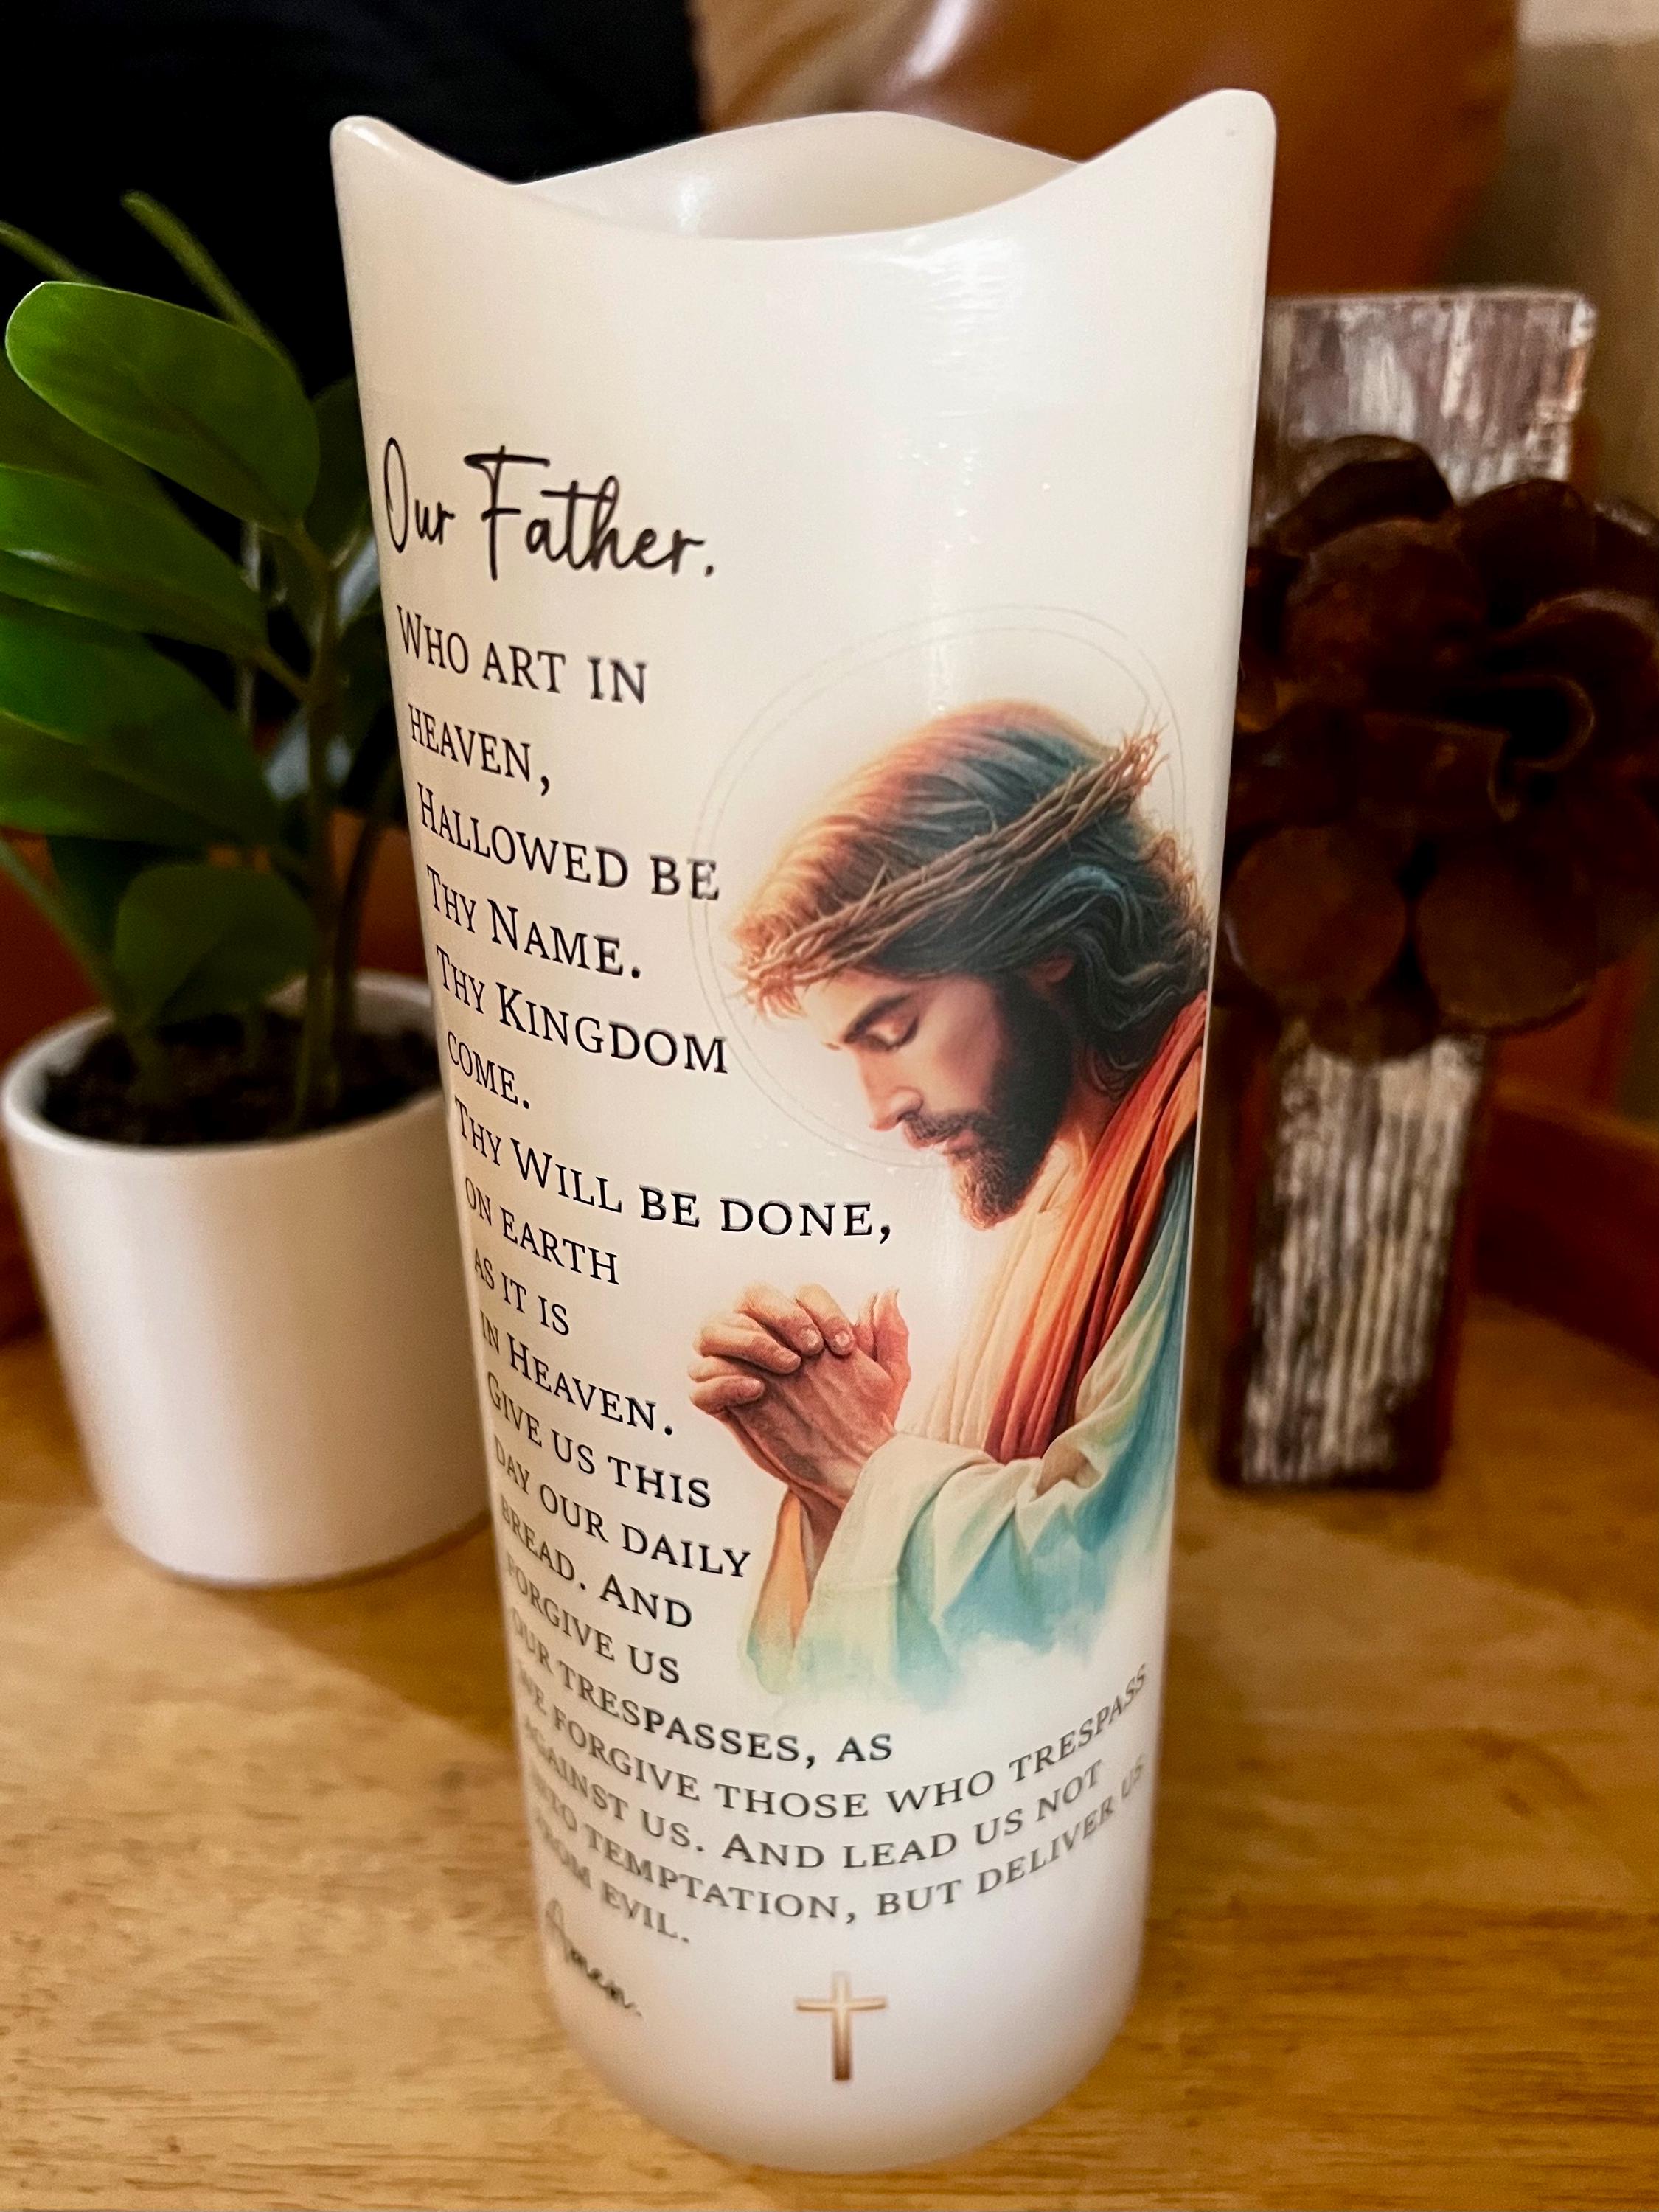 Our Father.
WHO ART IN
HEAVEN,
HALLOWED BE
THY NAME.
THY KINGDOM
COME.
THY WILL BE DONE,
ON EARTH
AS IT IS
IN HEAVEN.
GIVE US THIS
DAY OUR DAILY
BREAD. AND
FORGIVE US
OUR TRESPASSES, AS
WE FORGIVE THOSE WHO TRESPASS
AGAINST US. AND LEAD US NOT
INTO TEMPTATION, BUT DELIVER US
FROM EVIL.
Amen.